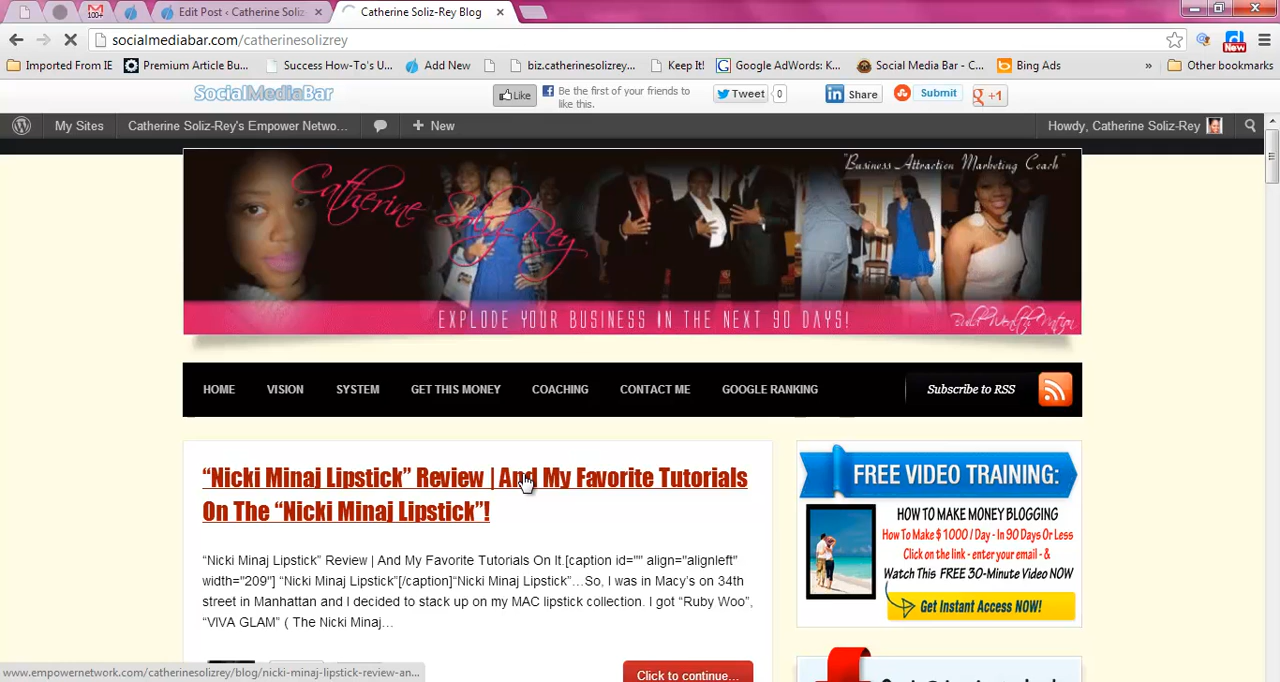 Edit Post ‹ Catherine Soliz-
Catherine Soliz-Rey Blog
socialmediabar.com/catherinesolizrey
New
Imported From IE
Premium Article Bu...
Success How-To's U...
Add New
biz.catherinesolizrey...
Keep It!
Google AdWords: K...
Social Media Bar - C...
Bing Ads
»
Other bookmarks
SocialMediaBar
Like
Be the first of your friends to
like this.
Tweet
0
Share
Submit
+1
My Sites
Catherine Soliz-Rey's Empower Netwo...
+ New
Howdy, Catherine Soliz-Rey
"Business Attraction Marketing Coach"
Catherine Soliz-Rey
EXPLODE YOUR BUSINESS IN THE NEXT 90 DAYS!
Build Wealth Nation
HOME
VISION
SYSTEM
GET THIS MONEY
COACHING
CONTACT ME
GOOGLE RANKING
Subscribe to RSS
“Nicki Minaj Lipstick” Review | And My Favorite Tutorials
On The “Nicki Minaj Lipstick”!
“Nicki Minaj Lipstick” Review | And My Favorite Tutorials On It.[caption id="" align="alignleft"
width="209"] “Nicki Minaj Lipstick”[/caption]“Nicki Minaj Lipstick”…So, I was in Macy’s on 34th
street in Manhattan and I decided to stack up on my MAC lipstick collection. I got “Ruby Woo”,
“VIVA GLAM” ( The Nicki Minaj…
Click to continue...
FREE VIDEO TRAINING:
HOW TO MAKE MONEY BLOGGING
How To Make $ 1000 / Day - In 90 Days Or Less
Click on the link - enter your email - &
Watch This FREE 30-Minute Video NOW
Get Instant Access NOW!
www.empowernetwork.com/catherinesolizrey/blog/nicki-minaj-lipstick-review-an...